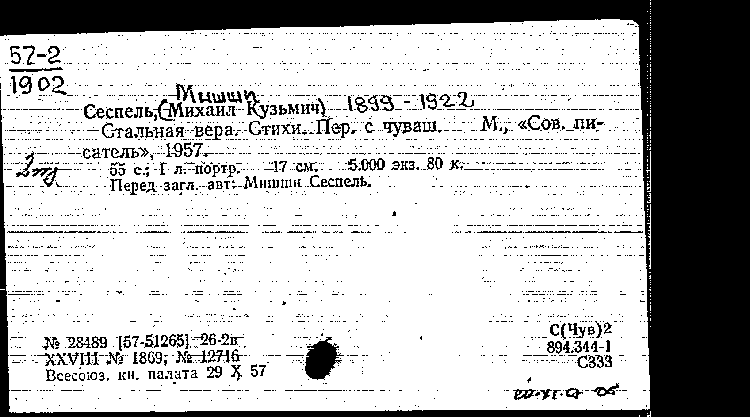 57-2
1902
Мишши
Сеспель, (Михаил Кузьмич) 1899-1922
Стальная вера. Стихи. Пер. с чуваш. М., «Сов. пи-
сатель», 1957.
55 с.; 1 л. портр. 17 см. 5.000 экз. 80 к.
Перед загл. авт: Мишши Сеспель.
№ 28489 [57-51265] 26-2п
XXVIII № 1869; № 12716
Всесоюз. кн. палата 29 X 57
С(Чув)2
894.344-1
С333